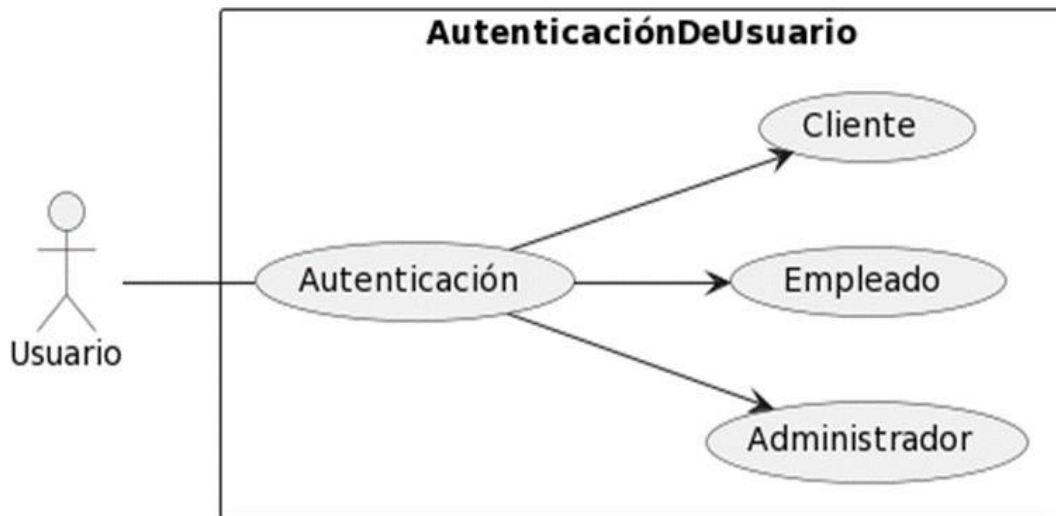 AutenticaciónDeUsuario
Cliente
Autenticación
Empleado
Usuario
Administrador